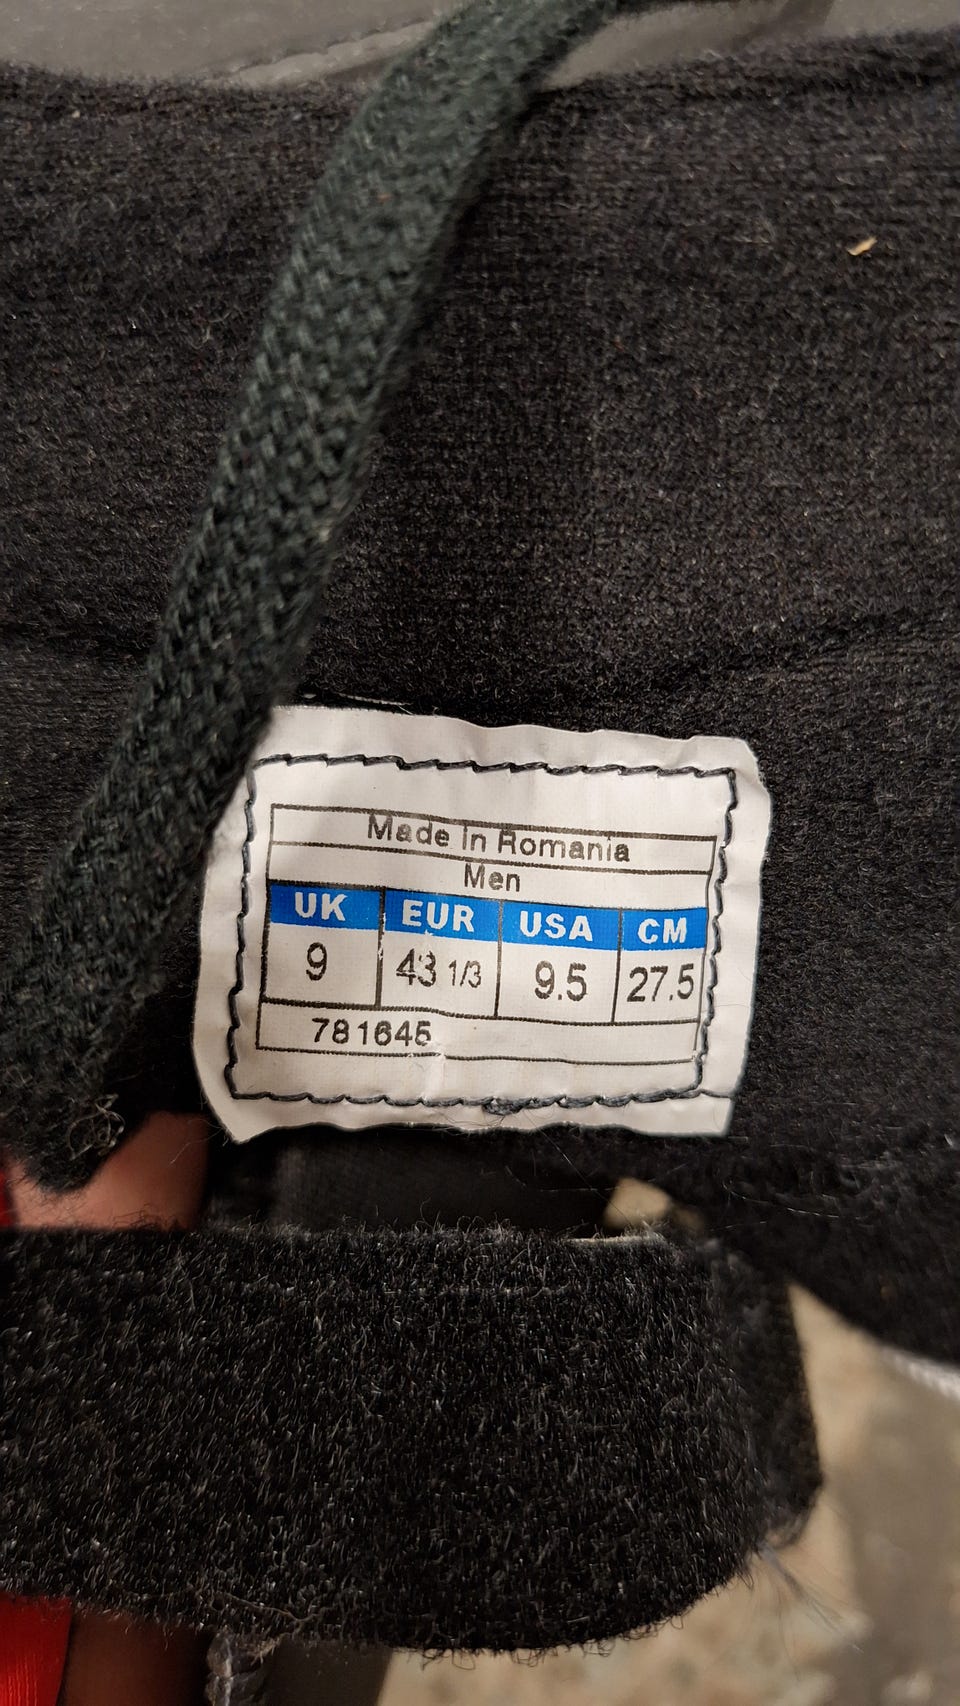 Made in Romania
Men
UK EUR USA CM
9 43 1/3 9.5 27.5
781645